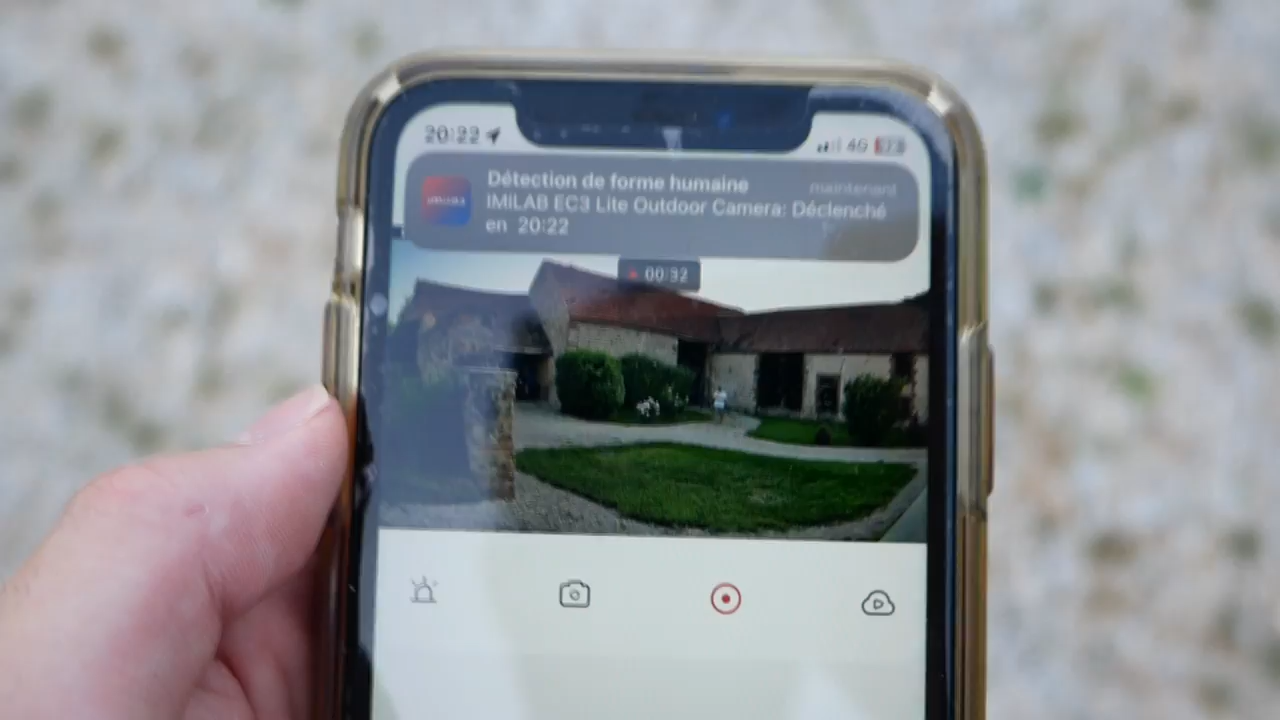 20:22
4G
Détection de forme humaine
maintenant
IMILAB EC3 Lite Outdoor Camera: Déclenché
en 20:22
00:32